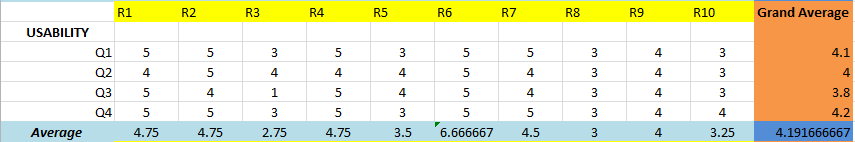 R1 R2 R3 R4 R5 R6 R7 R8 R9 R10 Grand Average
USABILITY
Q1 5 5 3 5 3 5 5 3 4 3 4.1
Q2 4 5 4 4 4 5 4 3 4 3 4
Q3 5 4 1 5 4 5 4 3 4 3 3.8
Q4 5 5 3 5 3 5 5 3 4 4 4.2
Average 4.75 4.75 2.75 4.75 3.5 6.666667 4.5 3 4 3.25 4.191666667